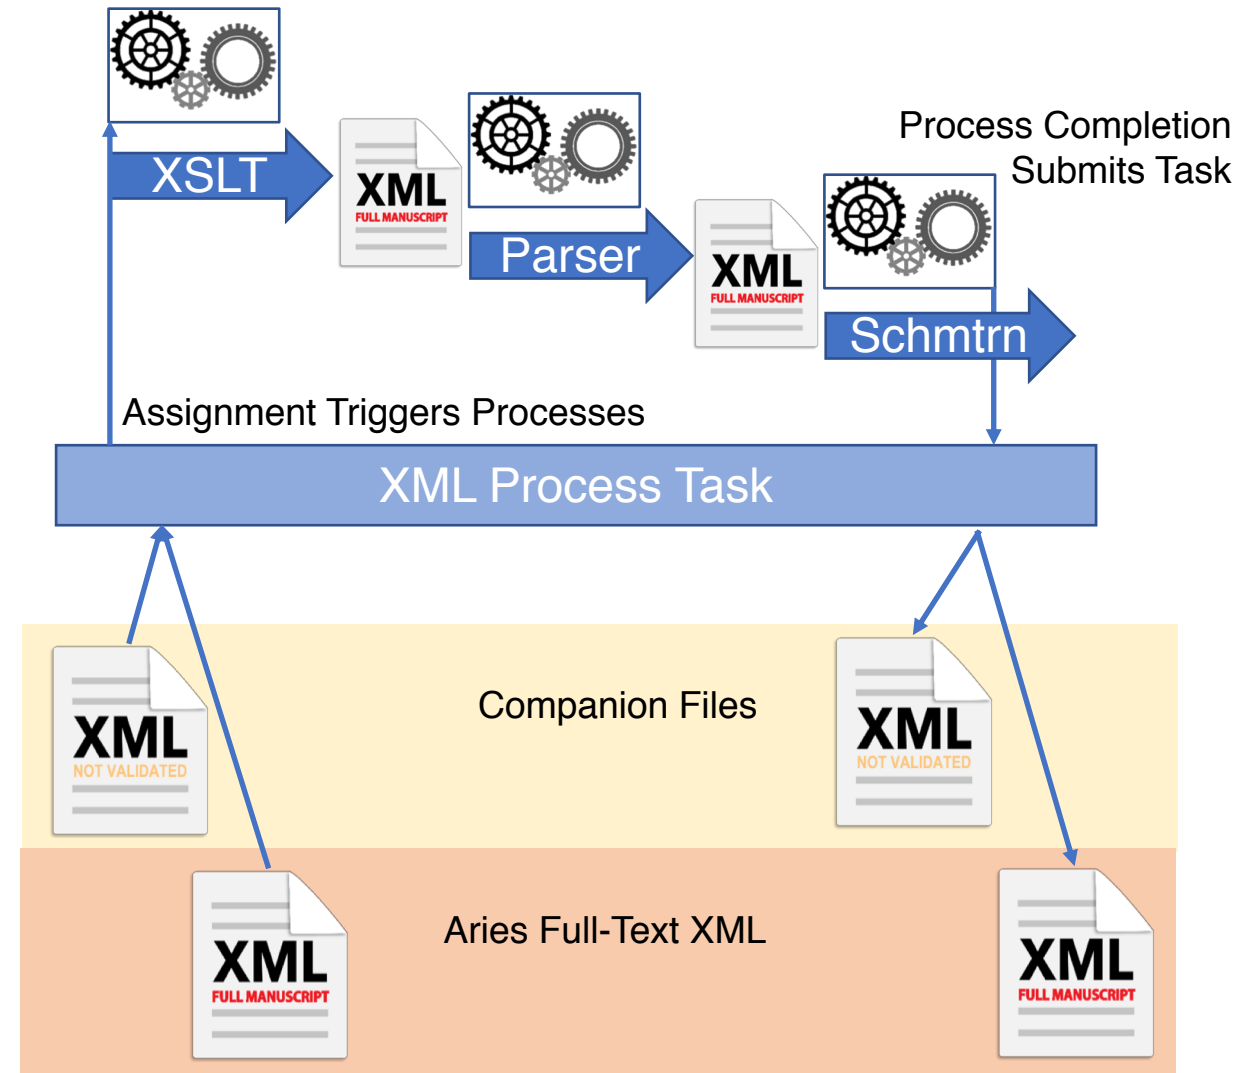 XSLT
XML
FULL MANUSCRIPT
Parser
XML
FULL MANUSCRIPT
Process Completion
Submits Task
Schmtrn
Assignment Triggers Processes
XML Process Task
XML
NOT VALIDATED
Companion Files
XML
NOT VALIDATED
XML
FULL MANUSCRIPT
Aries Full-Text XML
XML
FULL MANUSCRIPT